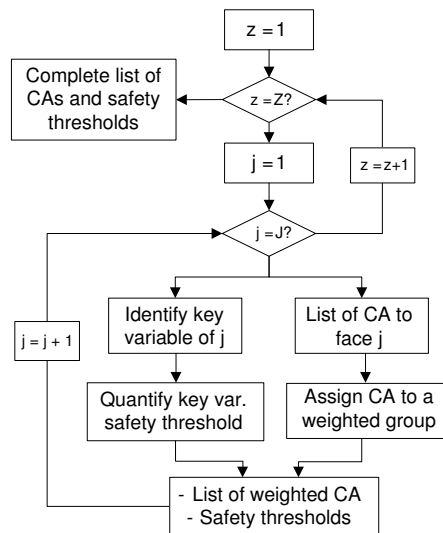 z = 1
Complete list of
CAs and safety
thresholds
z = Z?
j = 1
z = z+1
j = J?
Identify key
variable of j
List of CA to
face j
j = j + 1
Quantify key var.
safety threshold
Assign CA to a
weighted group
- List of weighted CA
- Safety thresholds